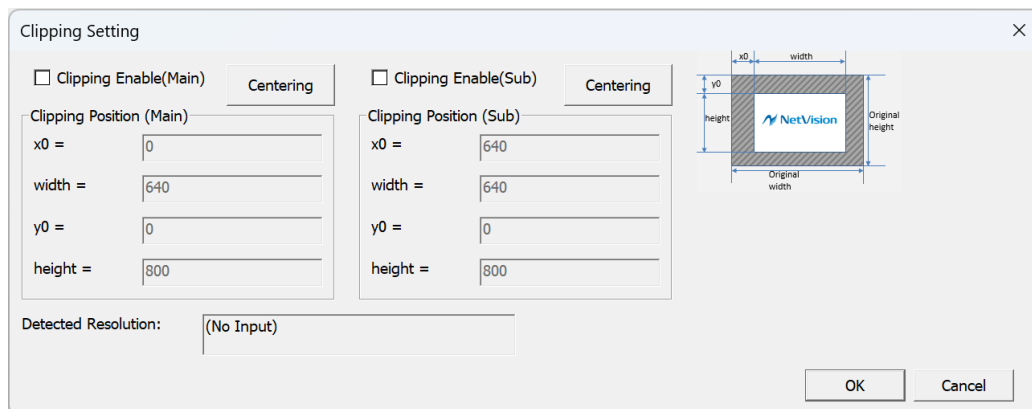 Clipping Setting
Clipping Enable(Main)
Centering
Clipping Position (Main)
x0 =
0
width =
640
y0 =
0
height =
800
Clipping Enable(Sub)
Centering
Clipping Position (Sub)
x0 =
640
width =
640
y0 =
0
height =
800
x0
width
y0
height
NetVision
Original
height
Original
width
Detected Resolution:
(No Input)
OK
Cancel